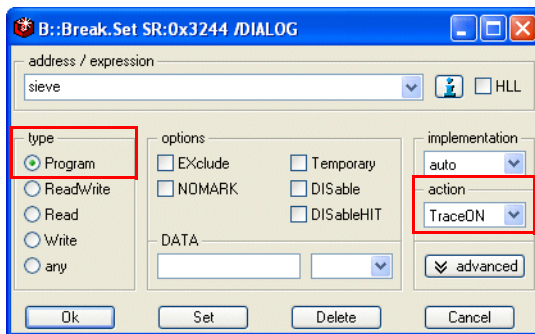 B::Break.Set SR:0x3244 /DIALOG
address / expression
sieve
HLL
type
options
implementation
Program
EXclude
Temporary
auto
ReadWrite
NOMARK
DISable
action
Read
DISableHIT
TraceON
Write
DATA
any
advanced
Ok
Set
Delete
Cancel